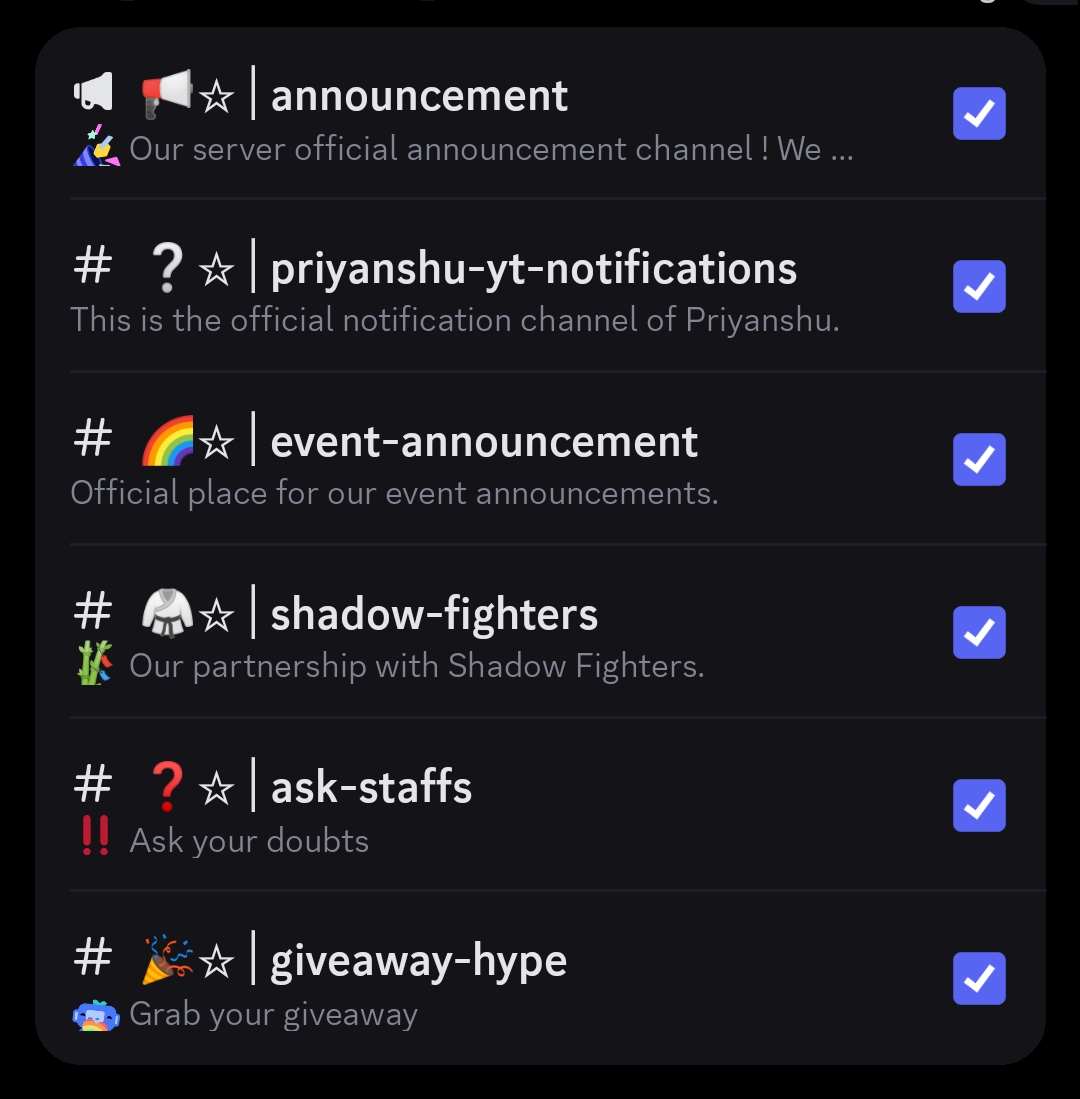 📢☆│announcement
🎉 Our server official announcement channel ! We ...
# ❔☆│priyanshu-yt-notifications
This is the official notification channel of Priyanshu.
# 🌈☆│event-announcement
Official place for our event announcements.
# 🥋☆│shadow-fighters
🎋 Our partnership with Shadow Fighters.
# ❓☆│ask-staffs
‼️ Ask your doubts
# 🎉☆│giveaway-hype
Grab your giveaway